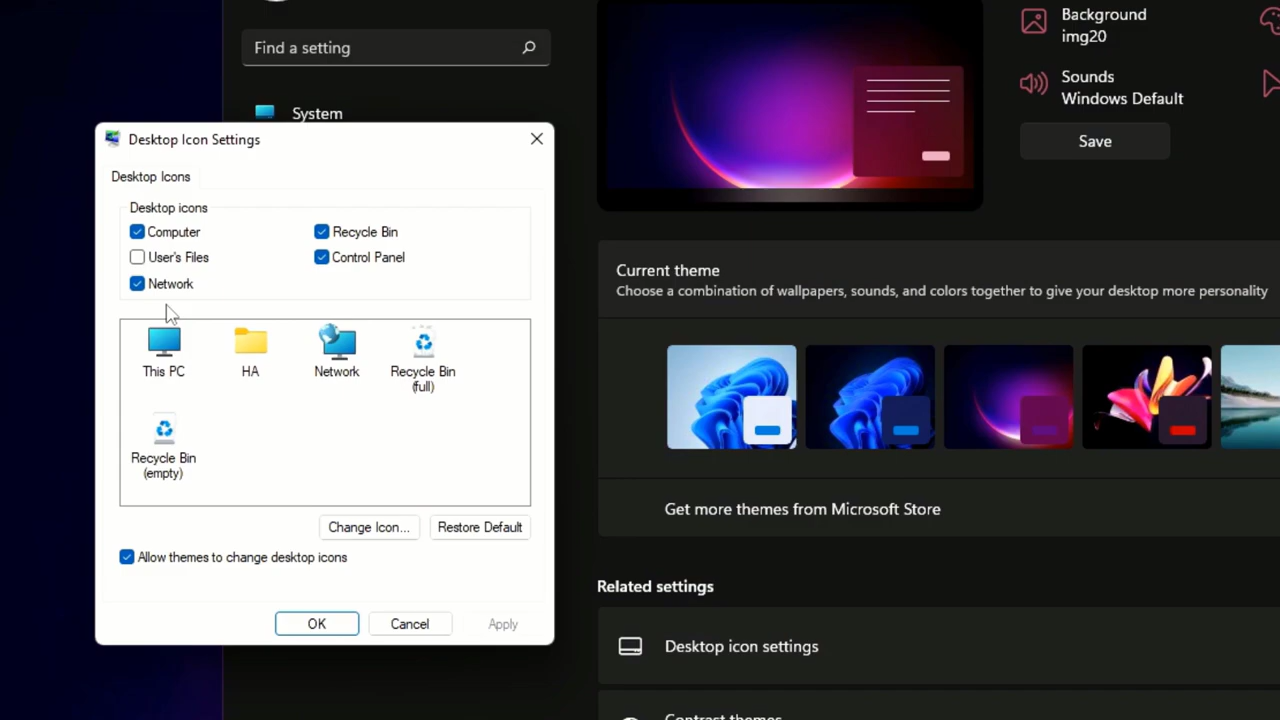 Find a setting
System
Desktop Icon Settings
Desktop Icons
Desktop icons
Computer
Recycle Bin
User's Files
Control Panel
Network
This PC
HA
Network
Recycle Bin
(full)
Recycle Bin
(empty)
Change Icon...
Restore Default
Allow themes to change desktop icons
OK
Cancel
Apply
Background
img20
Sounds
Windows Default
Save
Current theme
Choose a combination of wallpapers, sounds, and colors together to give your desktop more personality
Get more themes from Microsoft Store
Related settings
Desktop icon settings
Contrast themes